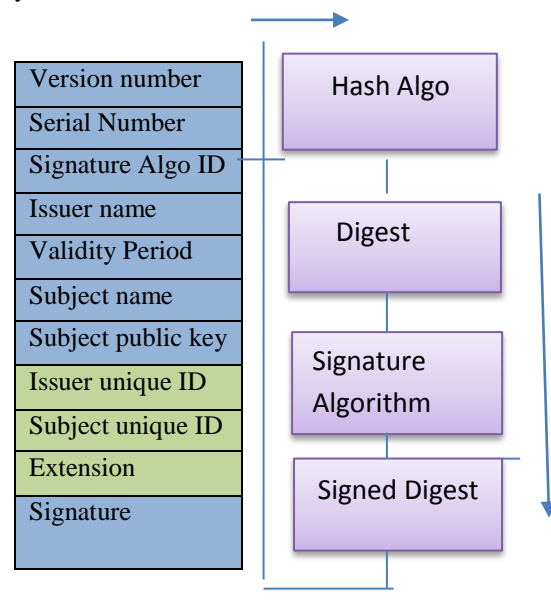 Version number
Serial Number
Signature Algo ID
Issuer name
Validity Period
Subject name
Subject public key
Issuer unique ID
Subject unique ID
Extension
Signature
Hash Algo
Digest
Signature
Algorithm
Signed Digest